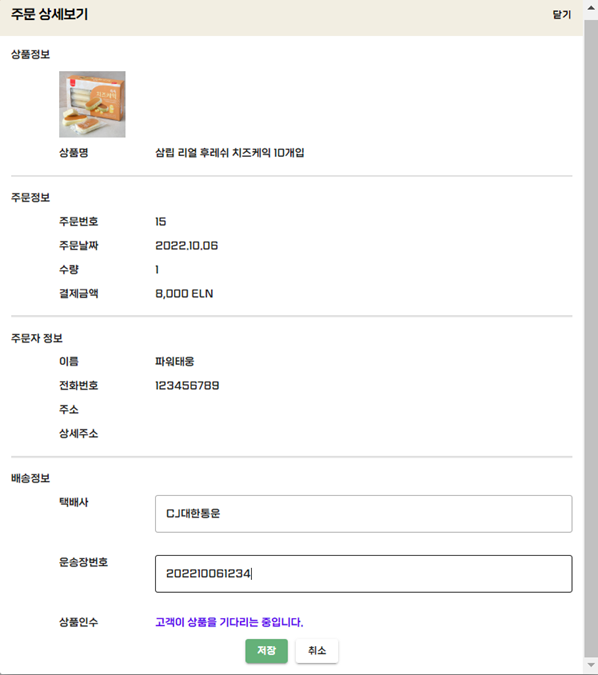 주문 상세보기 닫기
상품정보
치즈케익
상품명 삼립 리얼 후레쉬 치즈케익 10개입
주문정보
주문번호 15
주문날짜 2022.10.06
수량 1
결제금액 8,000 ELN
주문자 정보
이름 파워태웅
전화번호 123456789
주소
상세주소
배송정보
택배사 CJ대한통운
운송장번호 202210061234
상품인수 고객이 상품을 기다리는 중입니다.
저장 취소